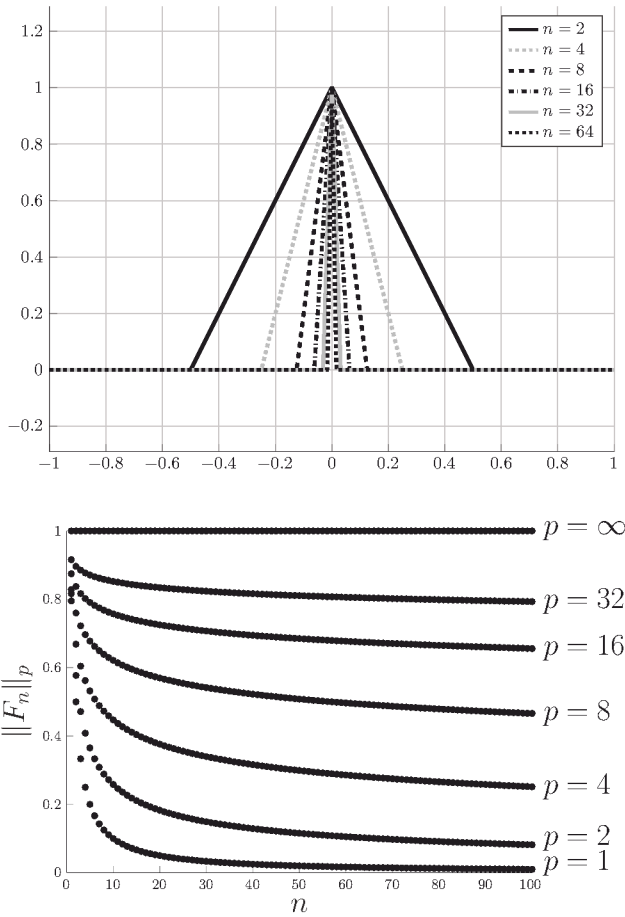 1.2
1
0.8
0.6
0.4
0.2
0
−0.2
−1 −0.8 −0.6 −0.4 −0.2 0 0.2 0.4 0.6 0.8 1
n = 2
n = 4
n = 8
n = 16
n = 32
n = 64
1
0.8
0.6
0.4
0.2
0
||F_n||_p
0 10 20 30 40 50 60 70 80 90 100
n
p = ∞
p = 32
p = 16
p = 8
p = 4
p = 2
p = 1